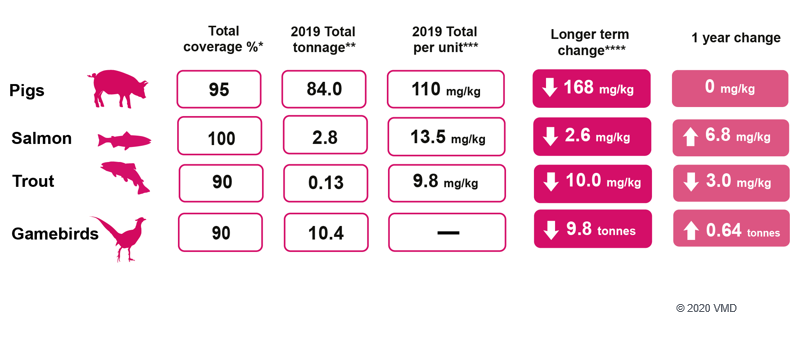 Total coverage %* 2019 Total tonnage** 2019 Total per unit*** Longer term change**** 1 year change
Pigs 95 84.0 110 mg/kg 168 mg/kg 0 mg/kg
Salmon 100 2.8 13.5 mg/kg 2.6 mg/kg 6.8 mg/kg
Trout 90 0.13 9.8 mg/kg 10.0 mg/kg 3.0 mg/kg
Gamebirds 90 10.4 — 9.8 tonnes 0.64 tonnes
© 2020 VMD